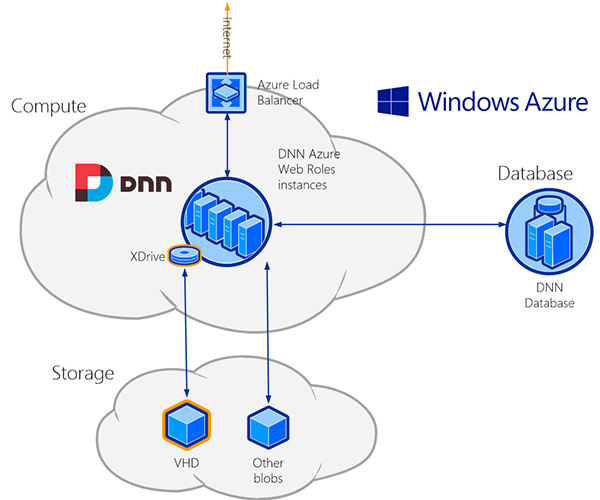 Internet
Azure Load
Balancer
Compute
Windows Azure
DNN Azure
Web Roles
instances
DNN
Database
XDrive
DNN
Database
Storage
VHD
Other
blobs